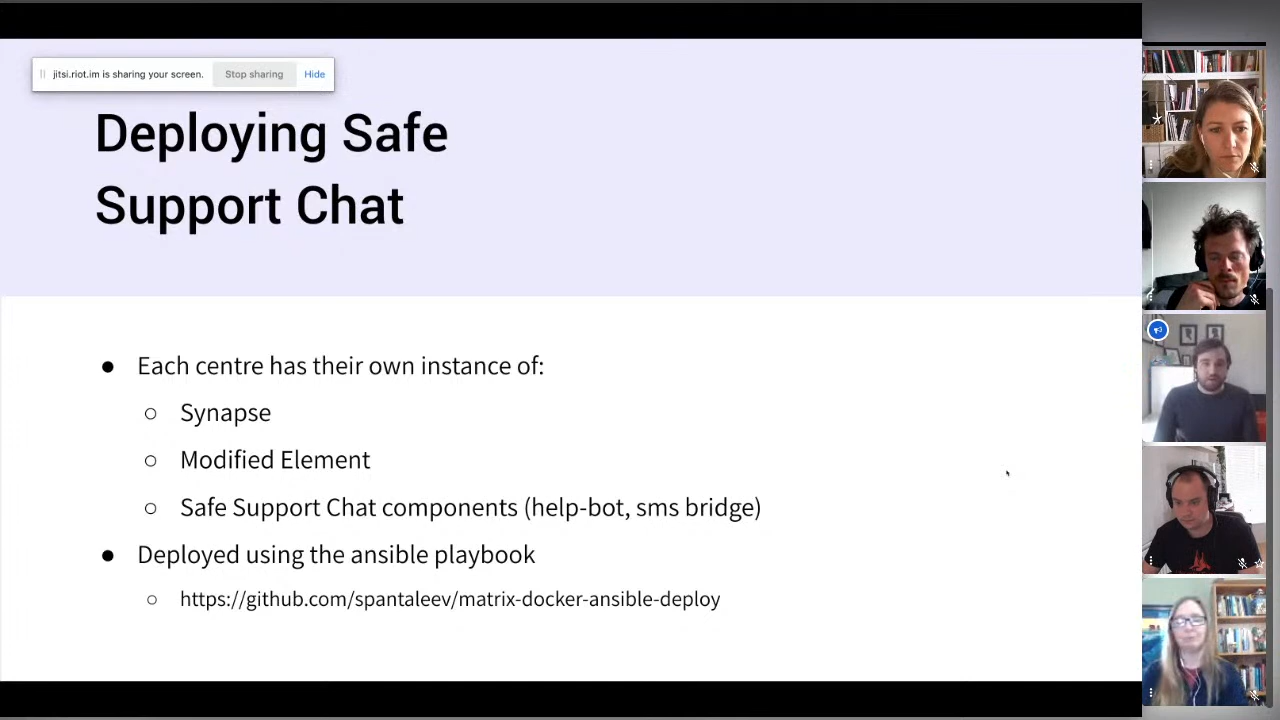 jitsi.riot.im is sharing your screen. Stop sharing Hide
Deploying Safe
Support Chat
● Each centre has their own instance of:
○ Synapse
○ Modified Element
○ Safe Support Chat components (help-bot, sms bridge)
● Deployed using the ansible playbook
○ https://github.com/spantaleev/matrix-docker-ansible-deploy